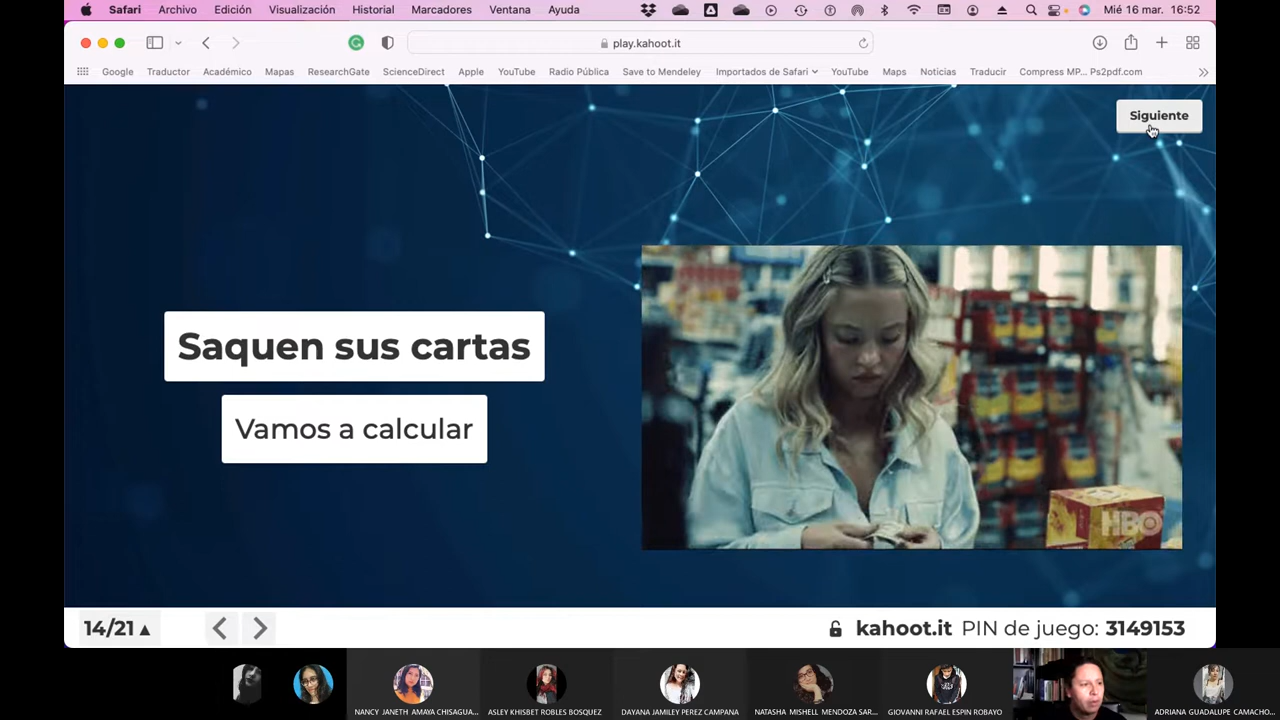 Safari Archivo Edición Visualización Historial Marcadores Ventana Ayuda Mié 16 mar. 16:52
play.kahoot.it
Google Traductor Académico Mapas ResearchGate ScienceDirect Apple YouTube Radio Pública Save to Mendeley Importados de Safari YouTube Maps Noticias Traducir Compress MP... Ps2pdf.com
Siguiente
Saquen sus cartas
Vamos a calcular
HBO
14/21 kahoot.it PIN de juego: 3149153
NANCY JANETH AMAYA CHISAGUA... ASLEY KHISBET ROBLES BOSQUEZ DAYANA JAMILEY PEREZ CAMPANA NATASHA MISHELL MENDOZA SAR... GIOVANNI RAFAEL ESPIN ROBAYO ADRIANA GUADALUPE CAMACHO...